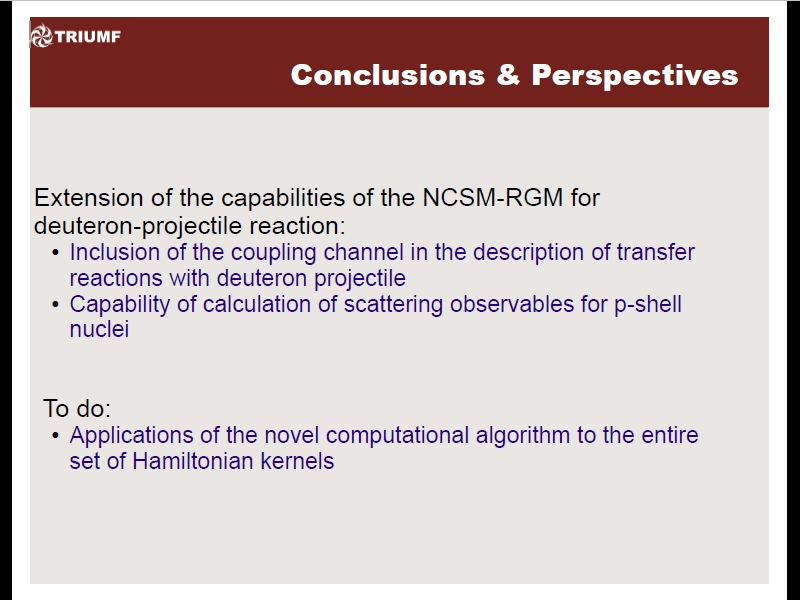 TRIUMF
Conclusions & Perspectives
Extension of the capabilities of the NCSM-RGM for
deuteron-projectile reaction:
• Inclusion of the coupling channel in the description of transfer
reactions with deuteron projectile
• Capability of calculation of scattering observables for p-shell
nuclei
To do:
• Applications of the novel computational algorithm to the entire
set of Hamiltonian kernels